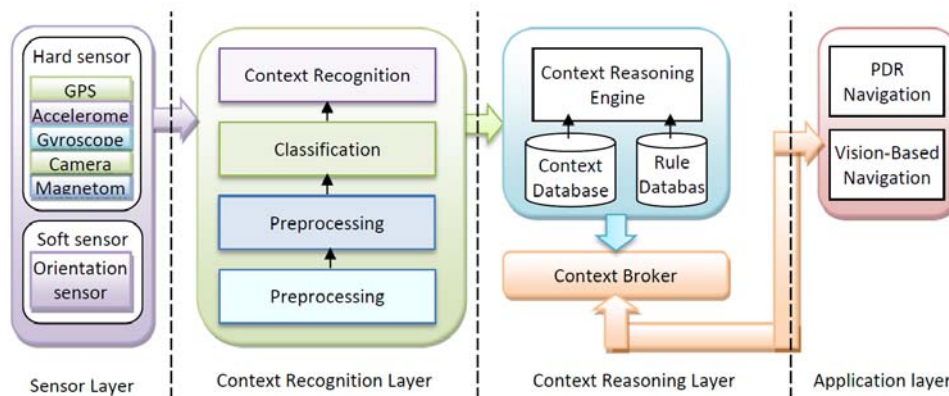 Hard sensor
GPS
Accelerome
Gyroscope
Camera
Magnetom
Soft sensor
Orientation
sensor
Sensor Layer
Context Recognition
Classification
Preprocessing
Preprocessing
Context Recognition Layer
Context Reasoning
Engine
Context
Database
Rule
Databas
Context Broker
Context Reasoning Layer
PDR
Navigation
Vision-Based
Navigation
Application layer